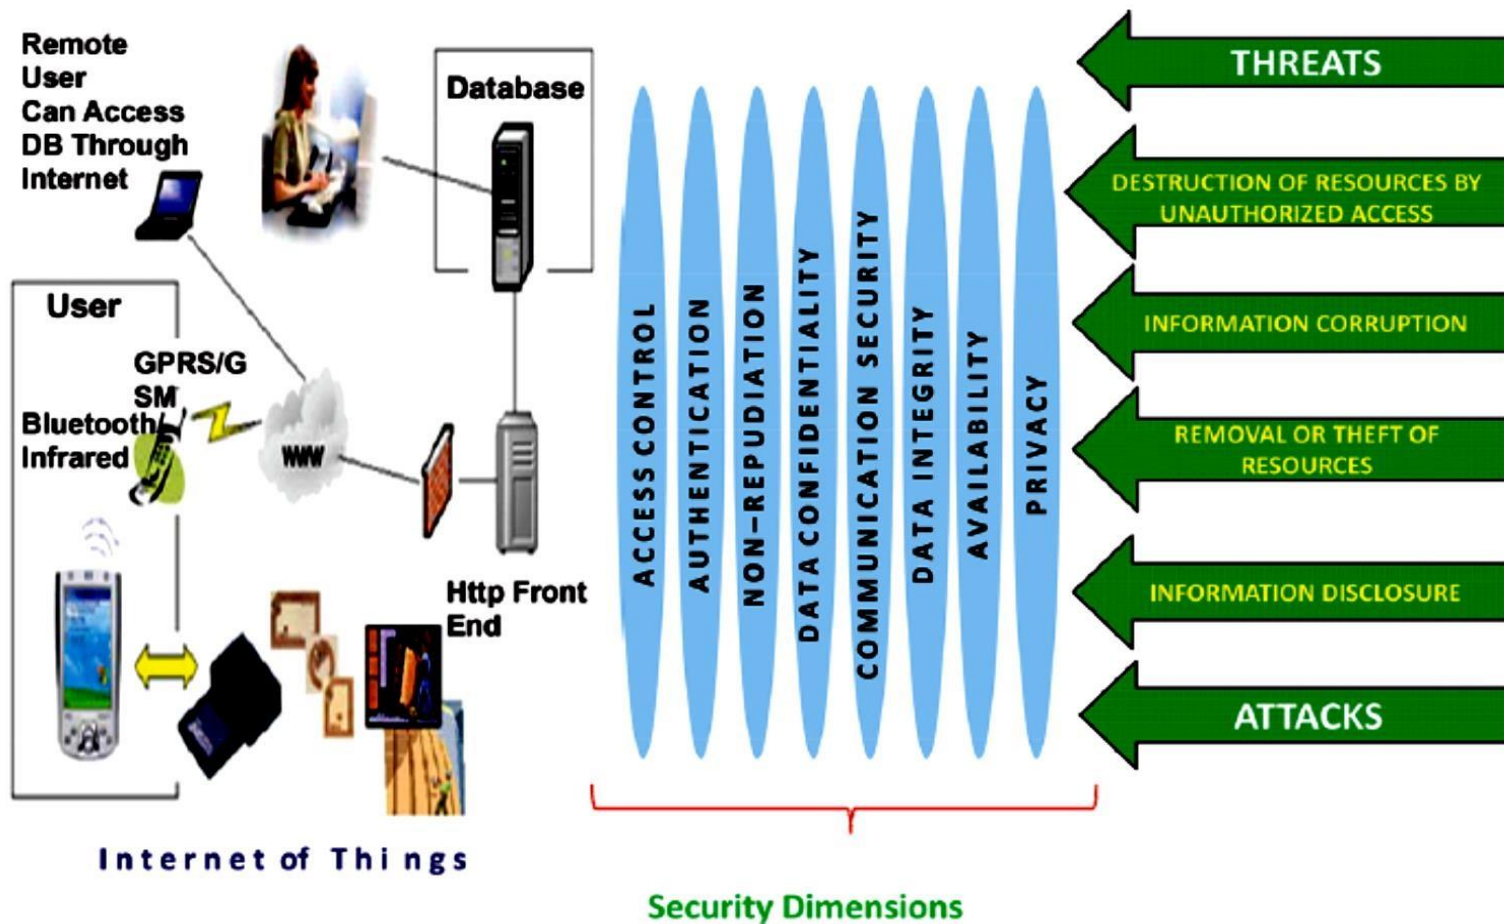 Remote
User
Can Access
DB Through
Internet
Database
User
GPRS/G
SM
Bluetooth/
Infrared
WWW
Http Front
End
Internet of Things
ACCESS CONTROL
AUTHENTICATION
NON-REPUDIATION
DATA CONFIDENTIALITY
COMMUNICATION SECURITY
DATA INTEGRITY
AVAILABILITY
PRIVACY
Security Dimensions
THREATS
DESTRUCTION OF RESOURCES BY
UNAUTHORIZED ACCESS
INFORMATION CORRUPTION
REMOVAL OR THEFT OF
RESOURCES
INFORMATION DISCLOSURE
ATTACKS